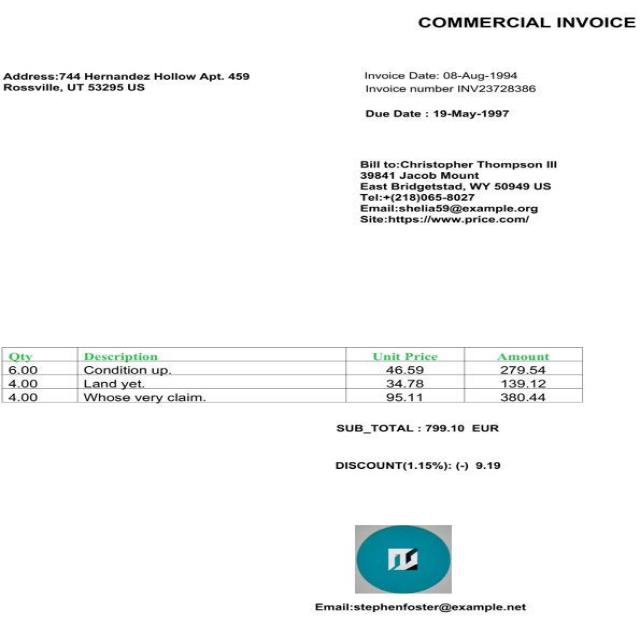 COMMERCIAL INVOICE
Address:744 Hernandez Hollow Apt. 459
Rossville, UT 53295 US
Invoice Date: 08-Aug-1994
Invoice number INV23728386
Due Date : 19-May-1997
Bill to:Christopher Thompson III
39841 Jacob Mount
East Bridgetstad, WY 50949 US
Tel:+(218)065-8027
Email:shelia59@example.org
Site:https://www.price.com/
Qty Description Unit Price Amount
6.00 Condition up. 46.59 279.54
4.00 Land yet. 34.78 139.12
4.00 Whose very claim. 95.11 380.44
SUB_TOTAL : 799.10 EUR
DISCOUNT(1.15%): (-) 9.19
Email:stephenfoster@example.net